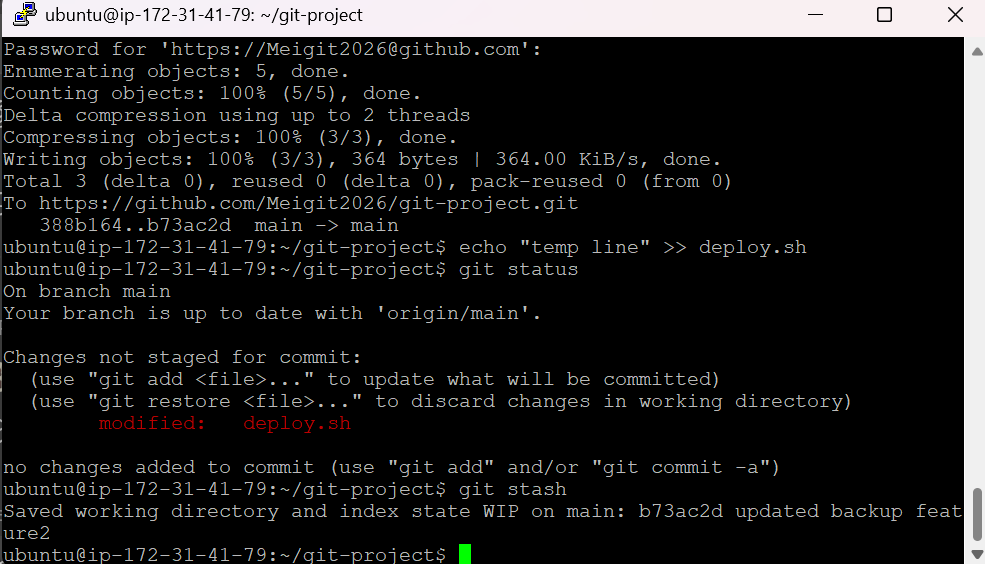 ubuntu@ip-172-31-41-79: ~/git-project
Password for 'https://Meigit2026@github.com':
Enumerating objects: 5, done.
Counting objects: 100% (5/5), done.
Delta compression using up to 2 threads
Compressing objects: 100% (3/3), done.
Writing objects: 100% (3/3), 364 bytes | 364.00 KiB/s, done.
Total 3 (delta 0), reused 0 (delta 0), pack-reused 0 (from 0)
To https://github.com/Meigit2026/git-project.git
   388b164..b73ac2d  main -> main
ubuntu@ip-172-31-41-79:~/git-project$ echo "temp line" >> deploy.sh
ubuntu@ip-172-31-41-79:~/git-project$ git status
On branch main
Your branch is up to date with 'origin/main'.

Changes not staged for commit:
  (use "git add <file>..." to update what will be committed)
  (use "git restore <file>..." to discard changes in working directory)
        modified:   deploy.sh

no changes added to commit (use "git add" and/or "git commit -a")
ubuntu@ip-172-31-41-79:~/git-project$ git stash
Saved working directory and index state WIP on main: b73ac2d updated backup feat
ure2
ubuntu@ip-172-31-41-79:~/git-project$